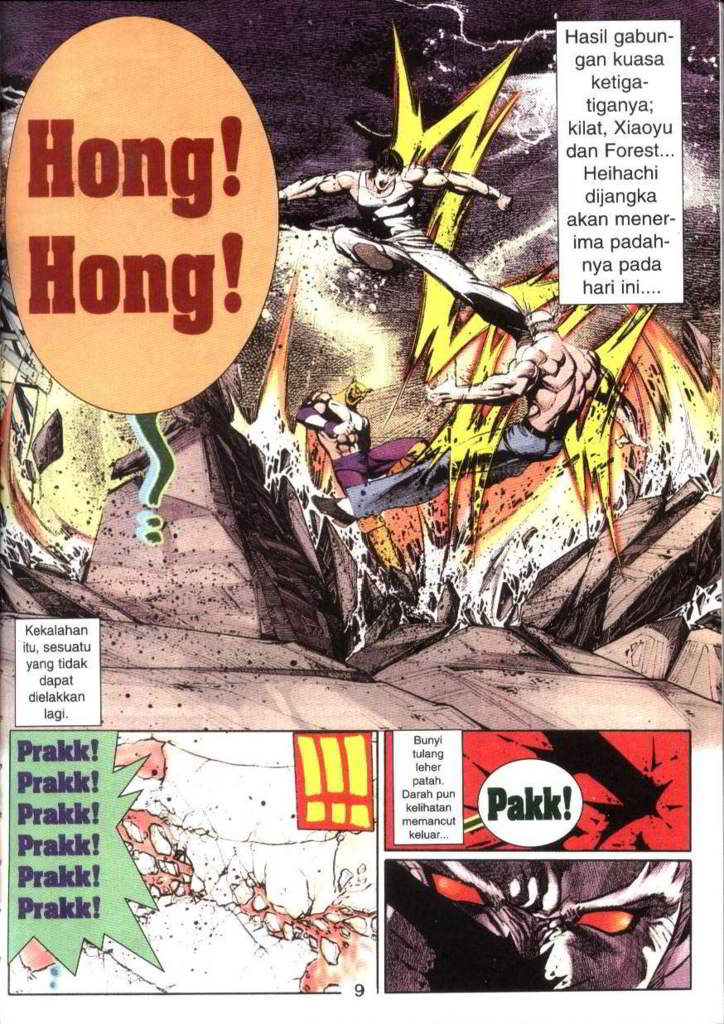 Hong!
Hong!
Hasil gabun-
gan kuasa
ketiga-
tiganya;
kilat, Xiaoyu
dan Forest...
Heihachi
dijangka
akan mener-
ima padah-
nya pada
hari ini....
Kekalahan
itu, sesuatu
yang tidak
dapat
dielakkan
lagi.
Prakk!
Prakk!
Prakk!
Prakk!
Prakk!
Prakk!
!!!
Bunyi
tulang
leher
patah.
Darah pun
kelihatan
memancut
keluar...
Pakk!
9